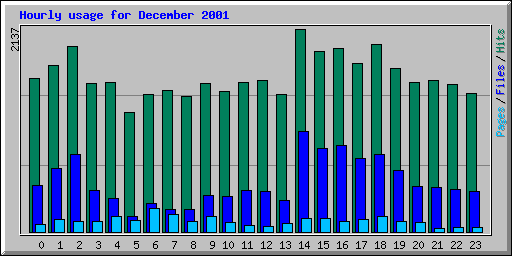 Hourly usage for December 2001
2137
Pages / Files / Hits
0 1 2 3 4 5 6 7 8 9 10 11 12 13 14 15 16 17 18 19 20 21 22 23